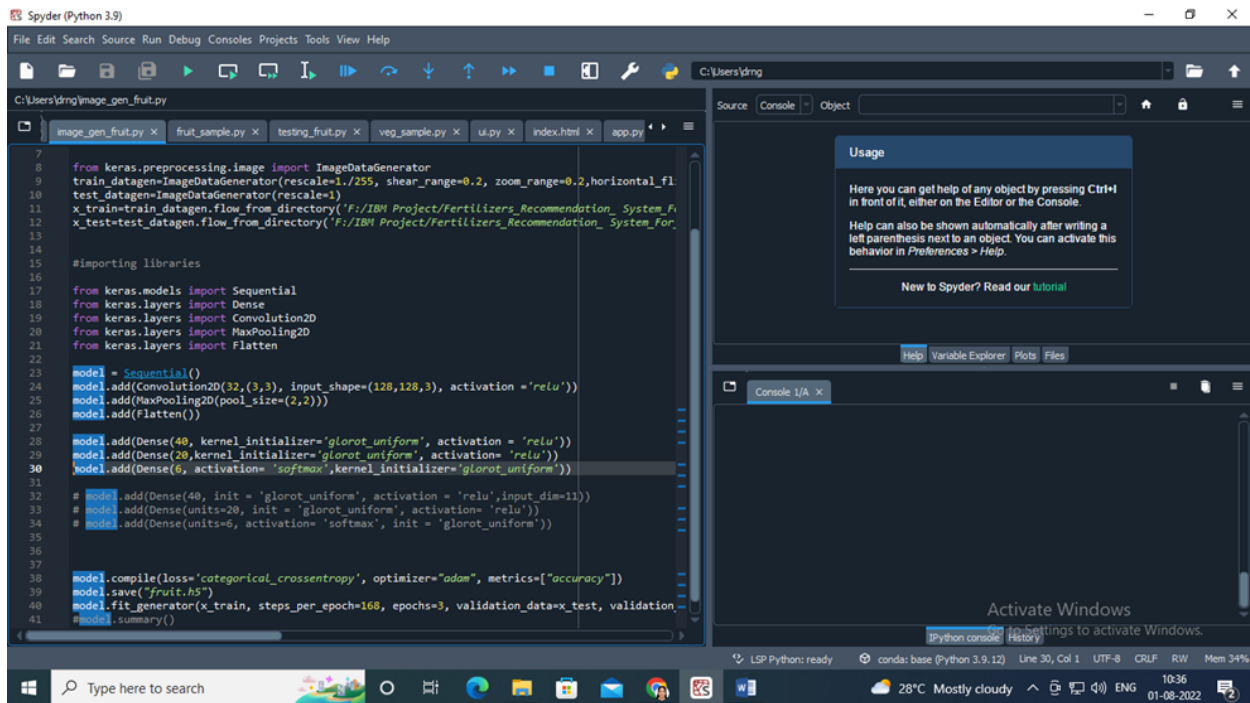 Spyder (Python 3.9)
File Edit Search Source Run Debug Consoles Projects Tools View Help
C:\Users\drng
C:\Users\drng\image_gen_fruit.py
image_gen_fruit.py fruit_sample.py testing_fruit.py veg_sample.py ui.py index.html app.py
7
8 from keras.preprocessing.image import ImageDataGenerator
9 train_datagen=ImageDataGenerator(rescale=1./255, shear_range=0.2, zoom_range=0.2,horizontal_fl
10 test_datagen=ImageDataGenerator(rescale=1)
11 x_train=train_datagen.flow_from_directory('F:/IBM Project/Fertilizers_Recommendation_ System_F
12 x_test=test_datagen.flow_from_directory('F:/IBM Project/Fertilizers_Recommendation_ System_For_
13
14
15 #importing libraries
16
17 from keras.models import Sequential
18 from keras.layers import Dense
19 from keras.layers import Convolution2D
20 from keras.layers import MaxPooling2D
21 from keras.layers import Flatten
22
23 model = Sequential()
24 model.add(Convolution2D(32,(3,3), input_shape=(128,128,3), activation ='relu'))
25 model.add(MaxPooling2D(pool_size=(2,2)))
26 model.add(Flatten())
27
28 model.add(Dense(40, kernel_initializer='glorot_uniform', activation = 'relu'))
29 model.add(Dense(20,kernel_initializer='glorot_uniform', activation= 'relu'))
30 model.add(Dense(6, activation= 'softmax',kernel_initializer='glorot_uniform'))
31
32 # model.add(Dense(40, init = 'glorot_uniform', activation = 'relu',input_dim=11))
33 # model.add(Dense(units=20, init = 'glorot_uniform', activation= 'relu'))
34 # model.add(Dense(units=6, activation= 'softmax', init = 'glorot_uniform'))
35
36
37
38 model.compile(loss='categorical_crossentropy', optimizer="adam", metrics=["accuracy"])
39 model.save("fruit.h5")
40 model.fit_generator(x_train, steps_per_epoch=168, epochs=3, validation_data=x_test, validation_
41 #model.summary()
Source Console Object
Usage
Here you can get help of any object by pressing Ctrl+I
in front of it, either on the Editor or the Console.
Help can also be shown automatically after writing a
left parenthesis next to an object. You can activate this
behavior in Preferences > Help.
New to Spyder? Read our tutorial
Help Variable Explorer Plots Files
Console 1/A
Activate Windows
Go to Settings to activate Windows.
IPython console History
LSP Python: ready conda: base (Python 3.9.12) Line 30, Col 1 UTF-8 CRLF RW Mem 34%
Type here to search
28°C Mostly cloudy ENG
10:36
01-08-2022
2